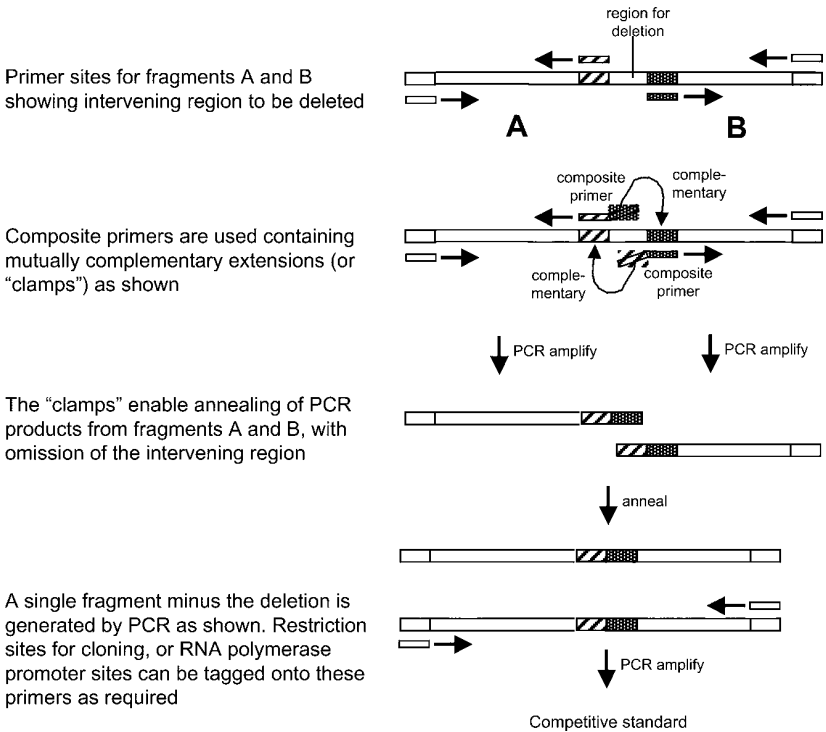 region for
deletion
Primer sites for fragments A and B
showing intervening region to be deleted
A
B
composite
primer
comple-
mentary
Composite primers are used containing
mutually complementary extensions (or
“clamps”) as shown
comple-
mentary
composite
primer
PCR amplify
PCR amplify
The “clamps” enable annealing of PCR
products from fragments A and B, with
omission of the intervening region
anneal
A single fragment minus the deletion is
generated by PCR as shown. Restriction
sites for cloning, or RNA polymerase
promoter sites can be tagged onto these
primers as required
PCR amplify
Competitive standard